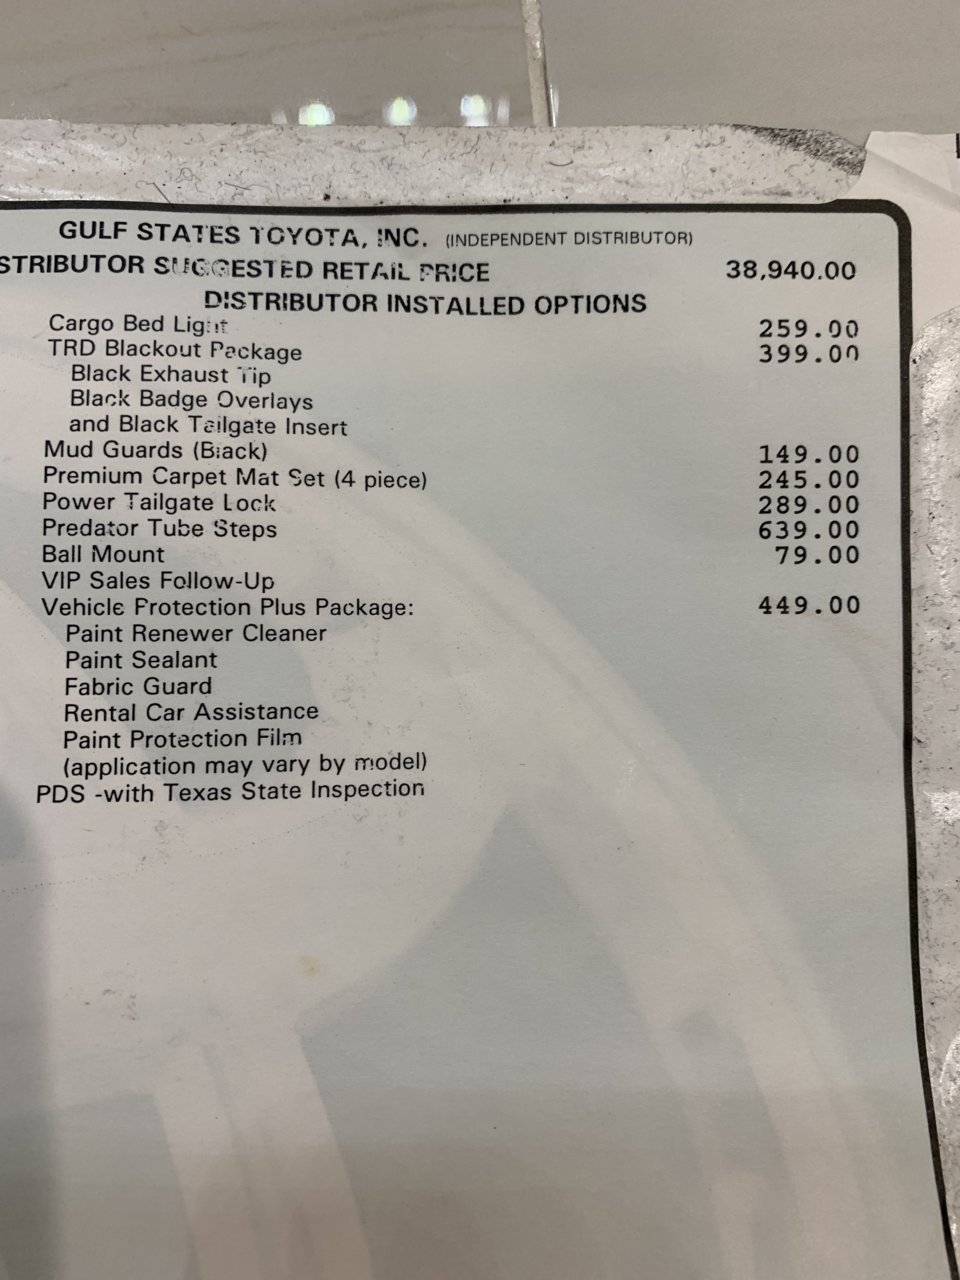 GULF STATES TOYOTA, INC. (INDEPENDENT DISTRIBUTOR)
STRIBUTOR SUGGESTED RETAIL PRICE 38,940.00
DISTRIBUTOR INSTALLED OPTIONS
Cargo Bed Light 259.00
TRD Blackout Package 399.00
Black Exhaust Tip
Black Badge Overlays
and Black Tailgate Insert
Mud Guards (Black) 149.00
Premium Carpet Mat Set (4 piece) 245.00
Power Tailgate Lock 289.00
Predator Tube Steps 639.00
Ball Mount 79.00
VIP Sales Follow-Up
Vehicle Protection Plus Package: 449.00
Paint Renewer Cleaner
Paint Sealant
Fabric Guard
Rental Car Assistance
Paint Protection Film
(application may vary by model)
PDS -with Texas State Inspection